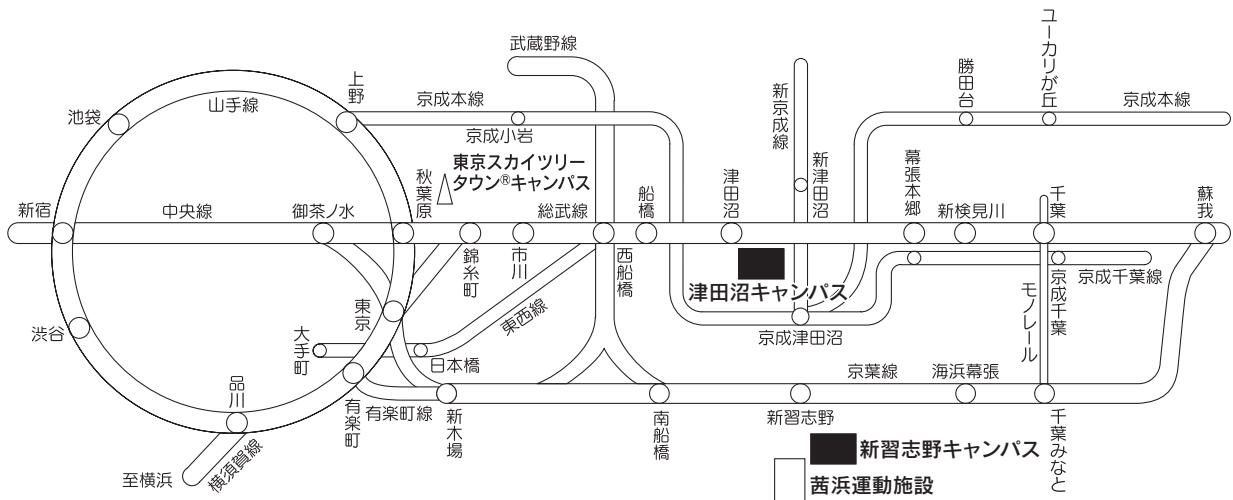 武蔵野線
ユーカリが丘
上野
京成本線
勝田台
京成本線
山手線
新京成線
池袋
京成小岩
東京スカイツリー
タウン®キャンパス
秋葉原
新津田沼
幕張本郷
船橋
津田沼
千葉
蘇我
新宿
中央線
御茶ノ水
総武線
新検見川
錦糸町
市川
西船橋
津田沼キャンパス
京成千葉線
京成千葉
モノレール
東京
東西線
渋谷
大手町
京成津田沼
日本橋
品川
京葉線
海浜幕張
有楽町
有楽町線
新木場
南船橋
新習志野
千葉みなと
新習志野キャンパス
至横浜
横須賀線
茜浜運動施設